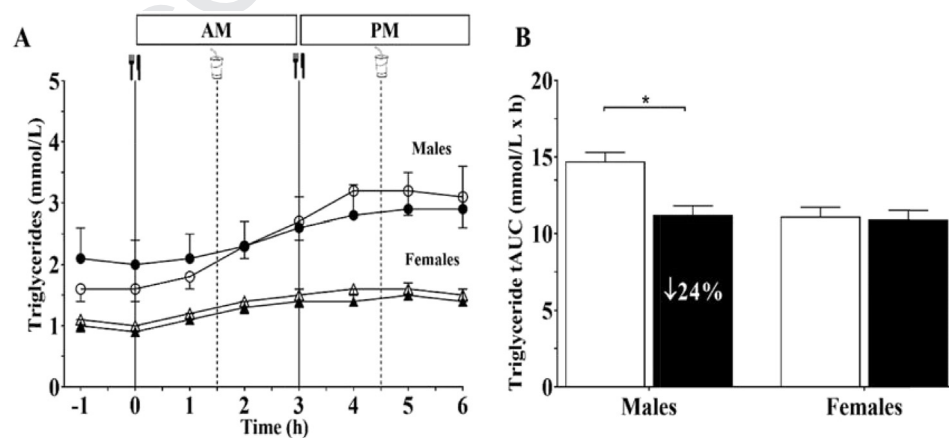 AM PM
A
Triglycerides (mmol/L)
5
4
3
2
1
0
Males
Females
-1 0 1 2 3 4 5 6
Time (h)
B
Triglyceride tAUC (mmol/L x h)
20
15
10
5
0
*
↓24%
Males Females